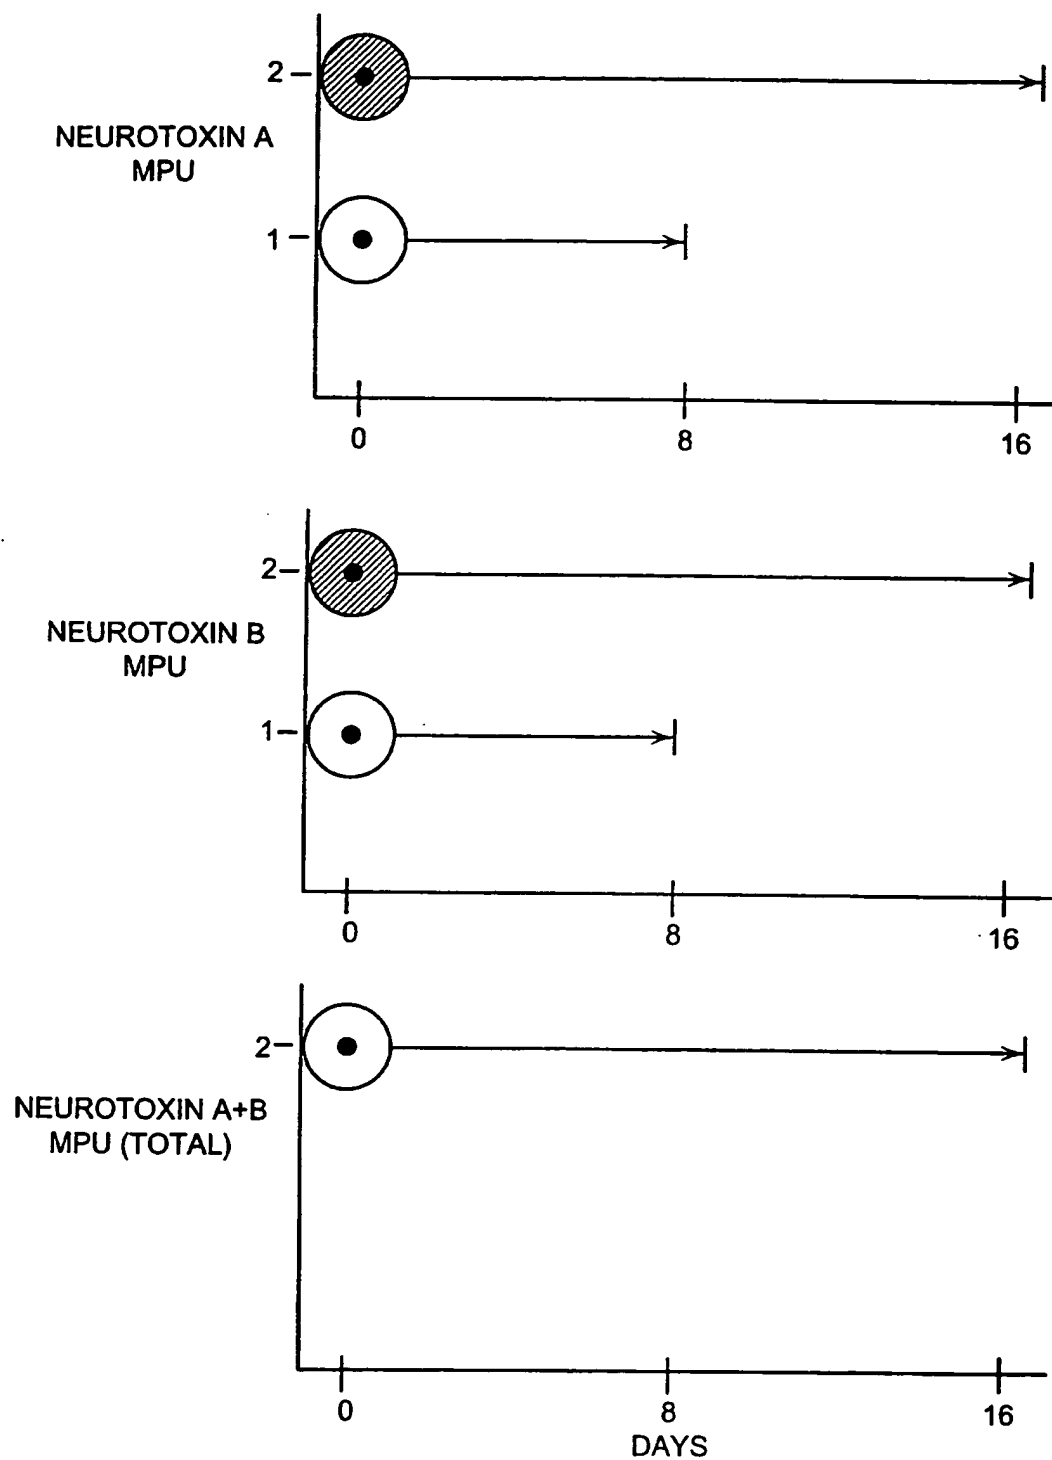 2
NEUROTOXIN A
MPU
1
0 8 16
2
NEUROTOXIN B
MPU
1
0 8 16
2
NEUROTOXIN A+B
MPU (TOTAL)
0 8 16
DAYS